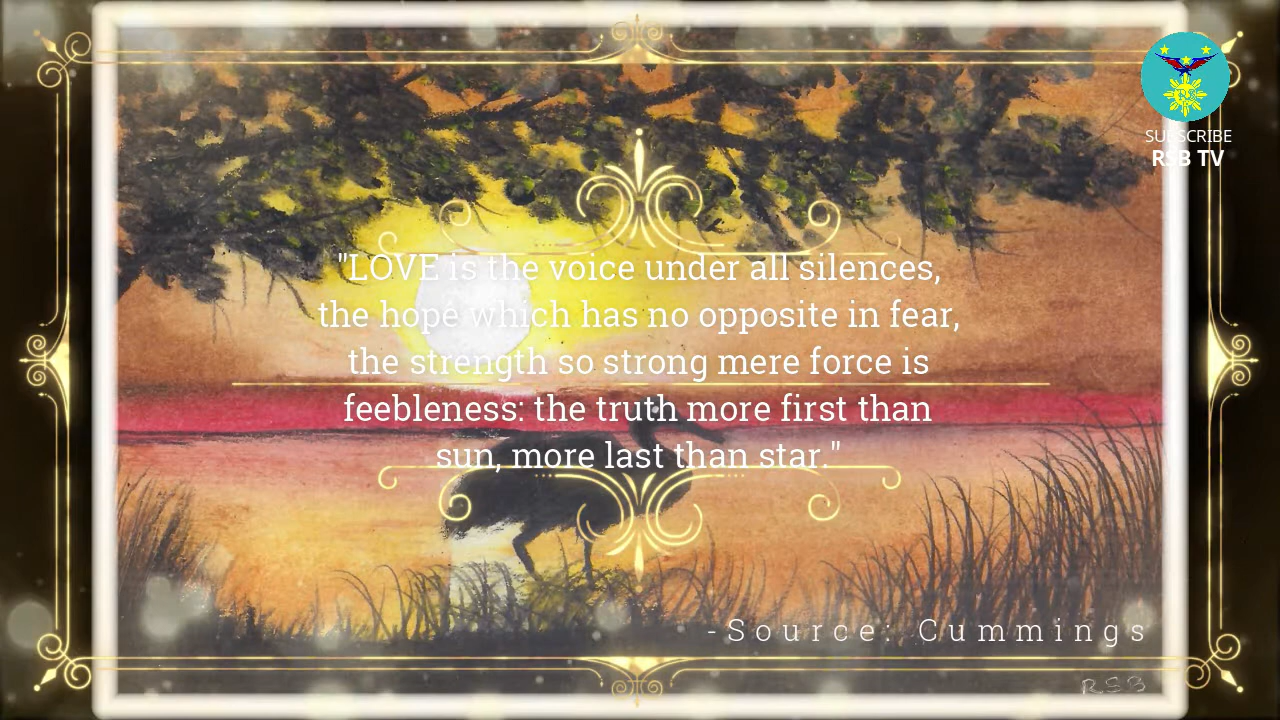 SUBSCRIBE
RSB TV
"LOVE is the voice under all silences,
the hope which has no opposite in fear,
the strength so strong mere force is
feebleness: the truth more first than
sun, more last than star."
-Source: Cummings
RSB